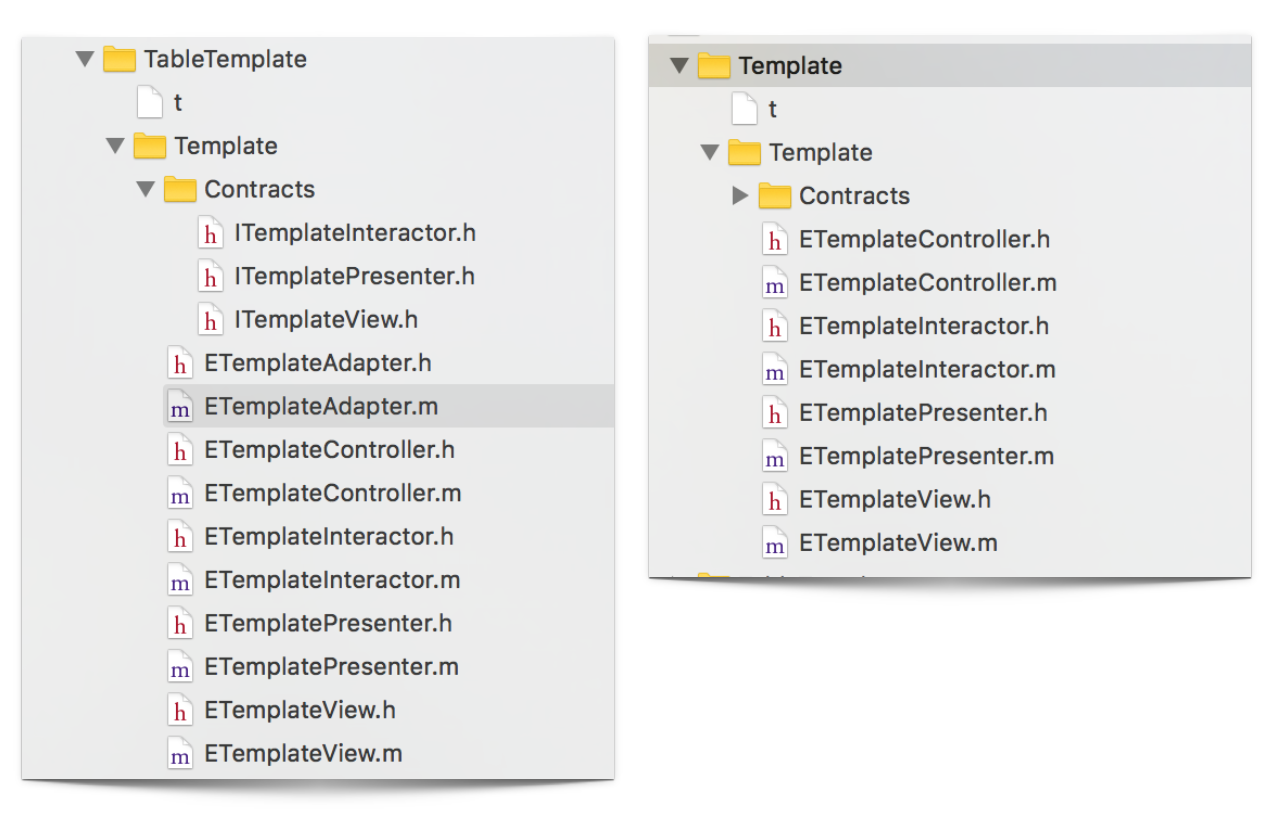 TableTemplate
t
Template
Contracts
h ITemplateInteractor.h
h ITemplatePresenter.h
h ITemplateView.h
h ETemplateAdapter.h
m ETemplateAdapter.m
h ETemplateController.h
m ETemplateController.m
h ETemplateInteractor.h
m ETemplateInteractor.m
h ETemplatePresenter.h
m ETemplatePresenter.m
h ETemplateView.h
m ETemplateView.m
Template
t
Template
Contracts
h ETemplateController.h
m ETemplateController.m
h ETemplateInteractor.h
m ETemplateInteractor.m
h ETemplatePresenter.h
m ETemplatePresenter.m
h ETemplateView.h
m ETemplateView.m